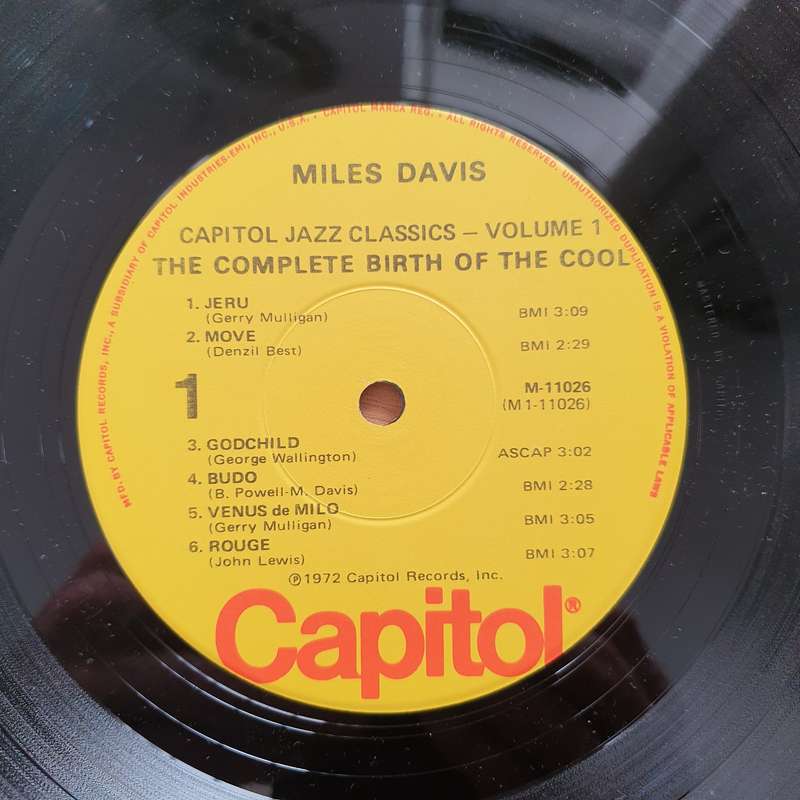 MFD. BY CAPITOL RECORDS, INC., A SUBSIDIARY OF CAPITOL INDUSTRIES-EMI, INC., U.S.A. • CAPITOL MARCA REG. • ALL RIGHTS RESERVED. UNAUTHORIZED DUPLICATION IS A VIOLATION OF APPLICABLE LAWS
MILES DAVIS
CAPITOL JAZZ CLASSICS – VOLUME 1
THE COMPLETE BIRTH OF THE COOL
1. JERU
(Gerry Mulligan) BMI 3:09
2. MOVE
(Denzil Best) BMI 2:29
1
M-11026
(M1-11026)
3. GODCHILD
(George Wallington) ASCAP 3:02
4. BUDO
(B. Powell-M. Davis) BMI 2:28
5. VENUS de MILO
(Gerry Mulligan) BMI 3:05
6. ROUGE
(John Lewis) BMI 3:07
℗1972 Capitol Records, Inc.
Capitol®
MASTERED BY CAPITOL